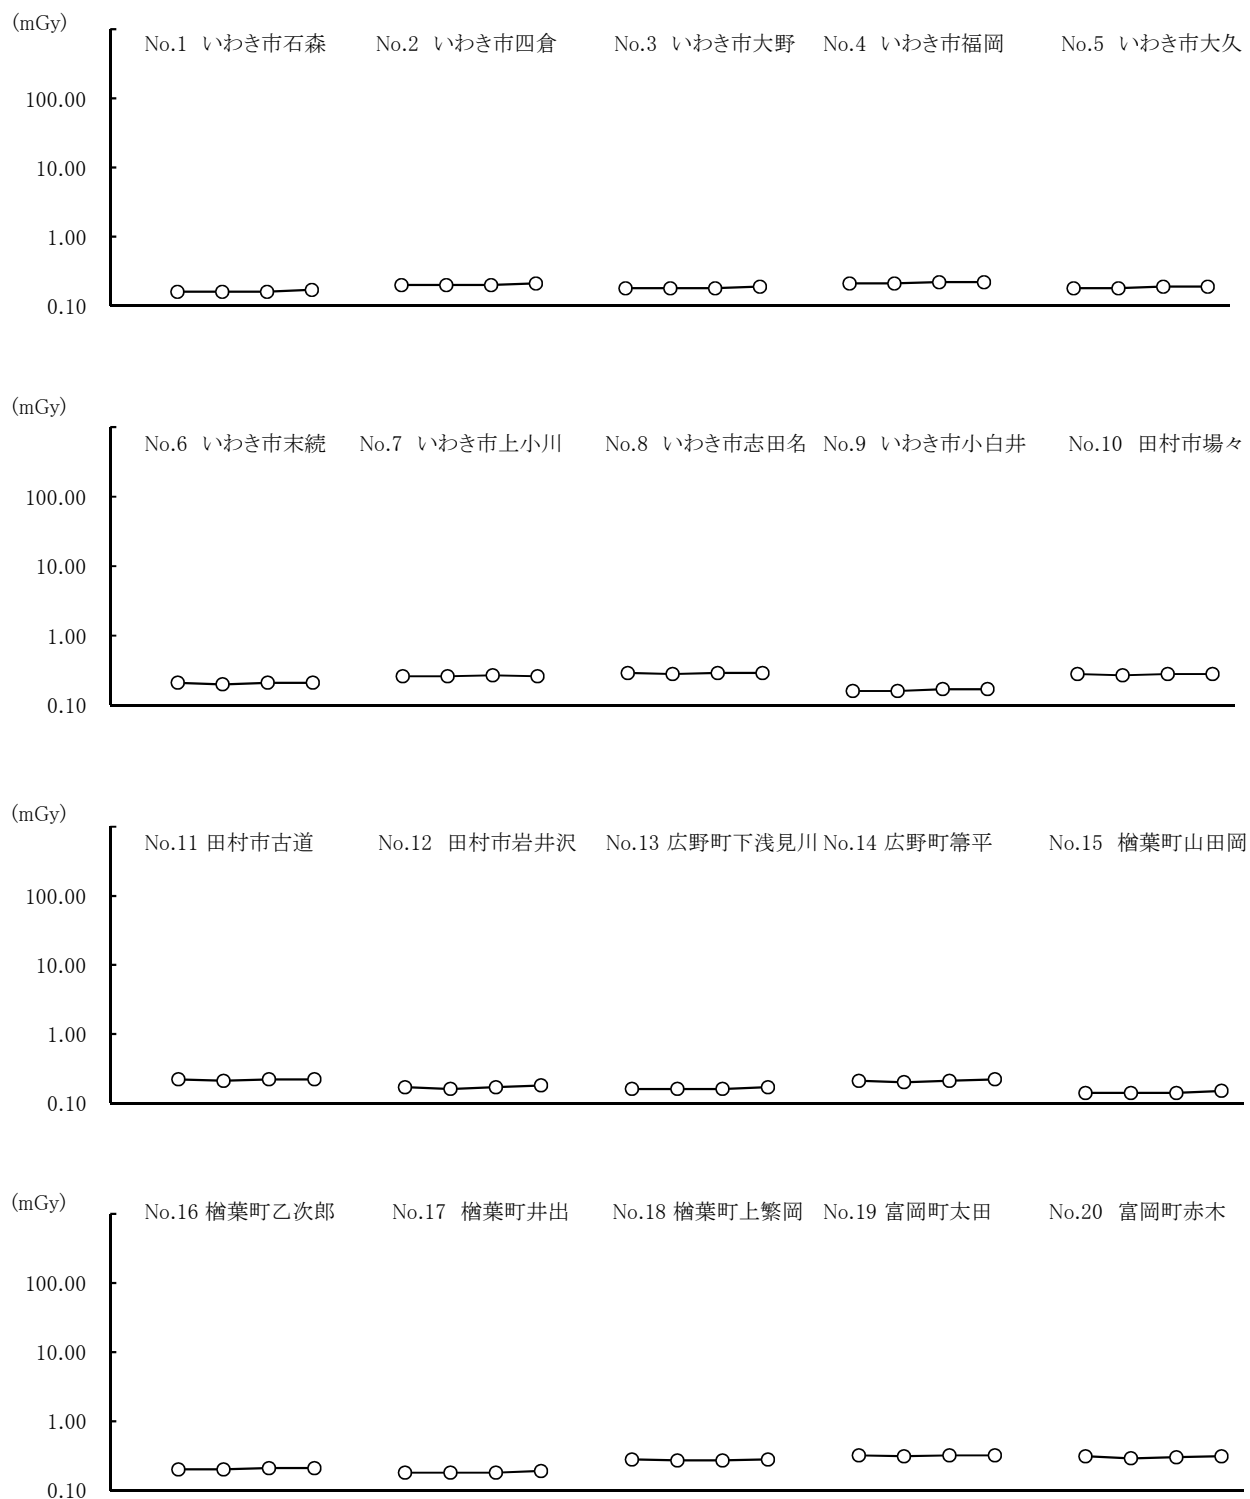 (mGy)
No.1 いわき市石森 No.2 いわき市四倉 No.3 いわき市大野 No.4 いわき市福岡 No.5 いわき市大久
100.00
10.00
1.00
0.10
(mGy)
No.6 いわき市末続 No.7 いわき市上小川 No.8 いわき市志田名 No.9 いわき市小白井 No.10 田村市場々
100.00
10.00
1.00
0.10
(mGy)
No.11 田村市古道 No.12 田村市岩井沢 No.13 広野町下浅見川 No.14 広野町箒平 No.15 楢葉町山田岡
100.00
10.00
1.00
0.10
(mGy)
No.16 楢葉町乙次郎 No.17 楢葉町井出 No.18 楢葉町上繁岡 No.19 富岡町太田 No.20 富岡町赤木
100.00
10.00
1.00
0.10